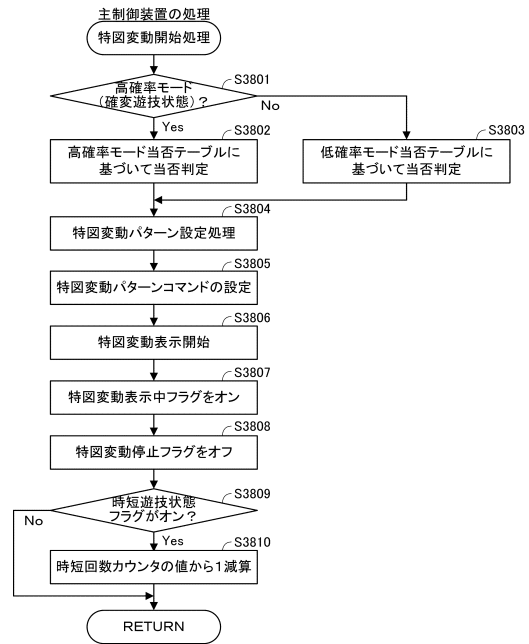 主制御装置の処理
特図変動開始処理
S3801
高確率モード
(確変遊技状態)？
No
Yes
S3802
高確率モード当否テーブルに
基づいて当否判定
S3803
低確率モード当否テーブルに
基づいて当否判定
S3804
特図変動パターン設定処理
S3805
特図変動パターンコマンドの設定
S3806
特図変動表示開始
S3807
特図変動表示中フラグをオン
S3808
特図変動停止フラグをオフ
S3809
時短遊技状態
フラグがオン？
No
Yes
S3810
時短回数カウンタの値から１減算
RETURN